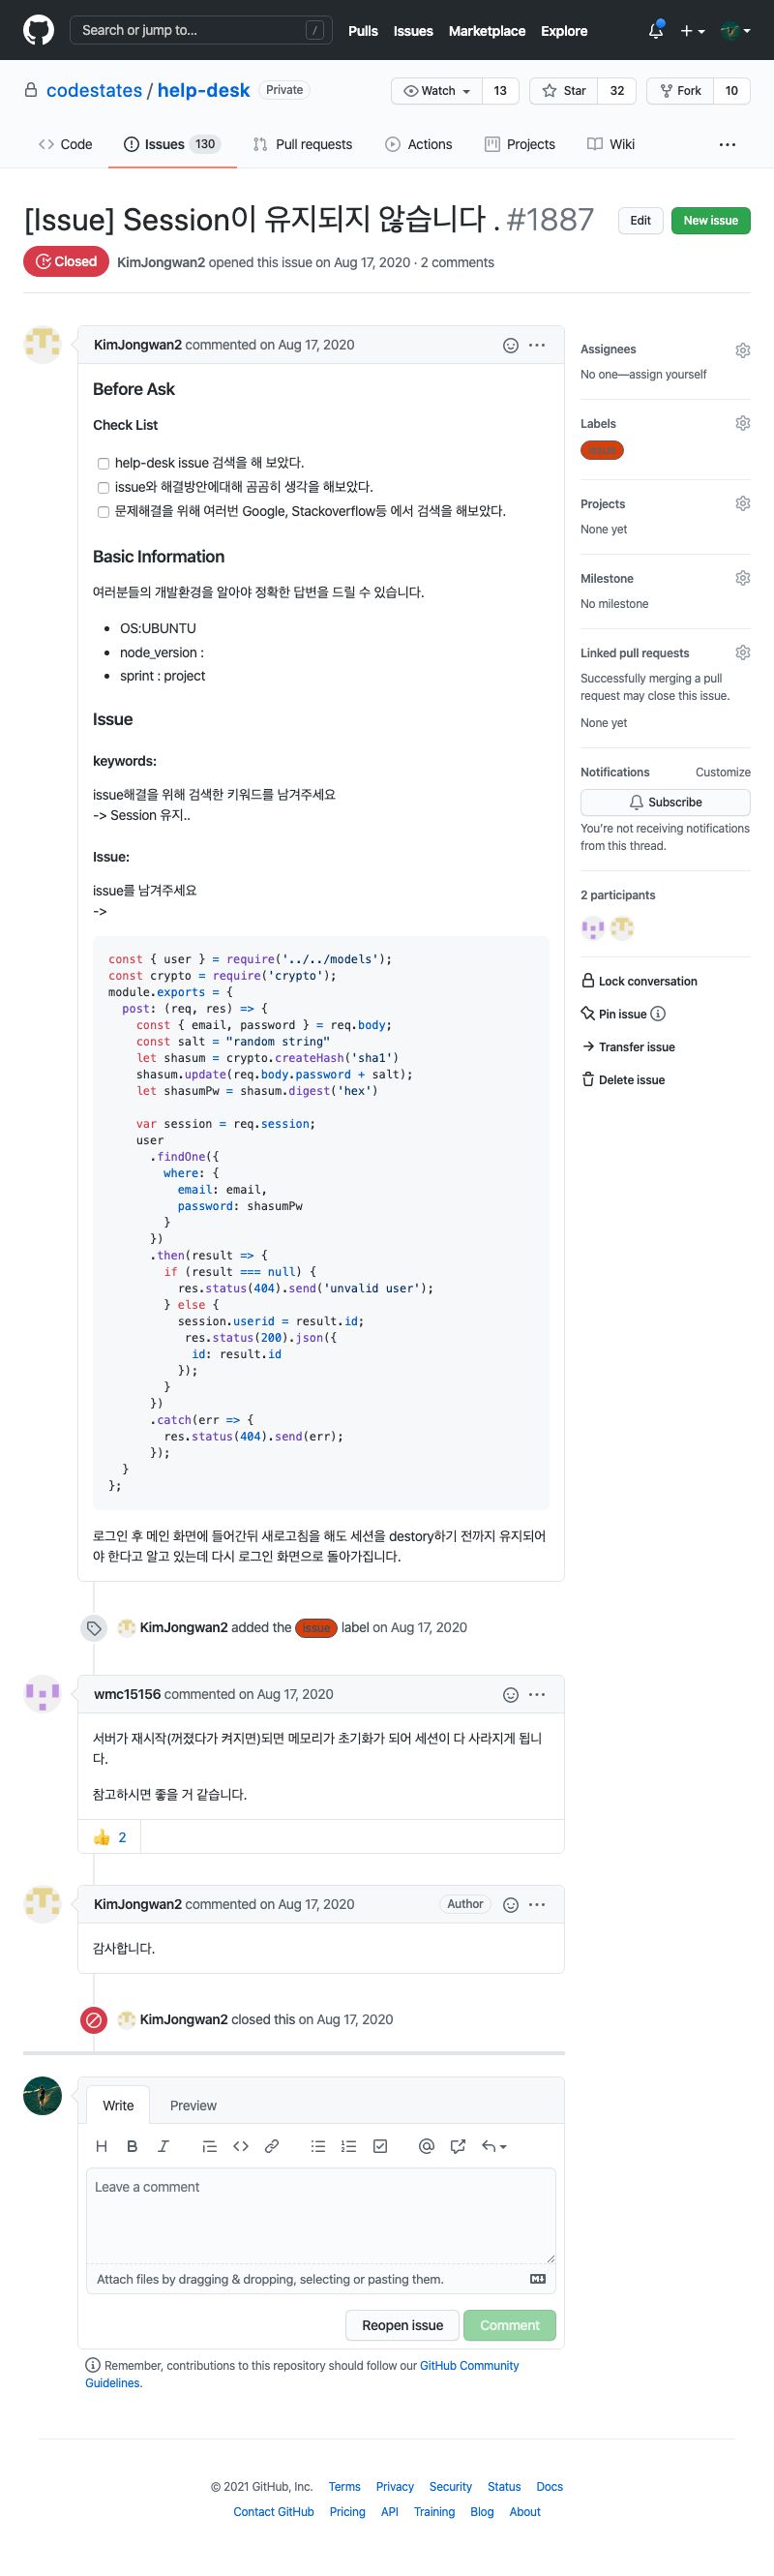 Search or jump to... /
Pulls Issues Marketplace Explore
codestates / help-desk Private
Watch 13 Star 32 Fork 10
Code Issues 130 Pull requests Actions Projects Wiki
[Issue] Session이 유지되지 않습니다 . #1887
Edit New issue
Closed KimJongwan2 opened this issue on Aug 17, 2020 · 2 comments
KimJongwan2 commented on Aug 17, 2020
Before Ask
Check List
help-desk issue 검색을 해 보았다.
issue와 해결방안에대해 곰곰히 생각을 해보았다.
문제해결을 위해 여러번 Google, Stackoverflow등 에서 검색을 해보았다.
Basic Information
여러분들의 개발환경을 알아야 정확한 답변을 드릴 수 있습니다.
• OS:UBUNTU
• node_version :
• sprint : project
Issue
keywords:
issue해결을 위해 검색한 키워드를 남겨주세요
-> Session 유지..
Issue:
issue를 남겨주세요
->
const { user } = require('../../models');
const crypto = require('crypto');
module.exports = {
  post: (req, res) => {
    const { email, password } = req.body;
    const salt = "random string"
    let shasum = crypto.createHash('sha1')
    shasum.update(req.body.password + salt);
    let shasumPw = shasum.digest('hex')
    var session = req.session;
    user
      .findOne({
        where: {
          email: email,
          password: shasumPw
        }
      })
      .then(result => {
        if (result === null) {
          res.status(404).send('unvalid user');
        } else {
          session.userid = result.id;
           res.status(200).json({
            id: result.id
          });
        }
      })
      .catch(err => {
        res.status(404).send(err);
      });
  }
};
로그인 후 메인 화면에 들어간뒤 새로고침을 해도 세션을 destory하기 전까지 유지되어
야 한다고 알고 있는데 다시 로그인 화면으로 돌아가집니다.
KimJongwan2 added the issue label on Aug 17, 2020
wmc15156 commented on Aug 17, 2020
서버가 재시작(꺼졌다가 켜지면)되면 메모리가 초기화가 되어 세션이 다 사라지게 됩니
다.
참고하시면 좋을 거 같습니다.
👍 2
KimJongwan2 commented on Aug 17, 2020 Author
감사합니다.
KimJongwan2 closed this on Aug 17, 2020
Write Preview
Leave a comment
Attach files by dragging & dropping, selecting or pasting them.
Reopen issue Comment
Remember, contributions to this repository should follow our GitHub Community
Guidelines.
Assignees
No one—assign yourself
Labels
issue
Projects
None yet
Milestone
No milestone
Linked pull requests
Successfully merging a pull
request may close this issue.
None yet
Notifications Customize
Subscribe
You're not receiving notifications
from this thread.
2 participants
Lock conversation
Pin issue
Transfer issue
Delete issue
© 2021 GitHub, Inc. Terms Privacy Security Status Docs
Contact GitHub Pricing API Training Blog About